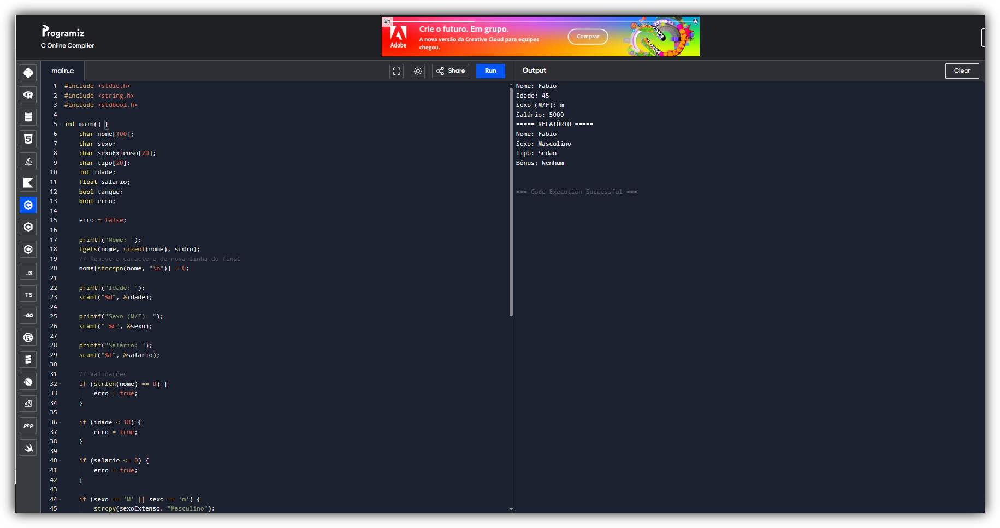 Programiz
C Online Compiler
AD
Adobe
Crie o futuro. Em grupo.
A nova versão da Creative Cloud para equipes
chegou.
Comprar
main.c
Share
Run
Output
Clear
1 #include <stdio.h>
2 #include <string.h>
3 #include <stdbool.h>
4
5 int main() {
6 char nome[100];
7 char sexo;
8 char sexoExtenso[20];
9 char tipo[20];
10 int idade;
11 float salario;
12 bool tanque;
13 bool erro;
14
15 erro = false;
16
17 printf("Nome: ");
18 fgets(nome, sizeof(nome), stdin);
19 // Remove o caractere de nova linha do final
20 nome[strcspn(nome, "\n")] = 0;
21
22 printf("Idade: ");
23 scanf("%d", &idade);
24
25 printf("Sexo (M/F): ");
26 scanf(" %c", &sexo);
27
28 printf("Salário: ");
29 scanf("%f", &salario);
30
31 // Validações
32 if (strlen(nome) == 0) {
33 erro = true;
34 }
35
36 if (idade < 18) {
37 erro = true;
38 }
39
40 if (salario <= 0) {
41 erro = true;
42 }
43
44 if (sexo == 'M' || sexo == 'm') {
45 strcpy(sexoExtenso, "Masculino");
Nome: Fabio
Idade: 45
Sexo (M/F): m
Salário: 5000
===== RELATÓRIO =====
Nome: Fabio
Sexo: Masculino
Tipo: Sedan
Bônus: Nenhum
=== Code Execution Successful ===
JS
TS
GO
php